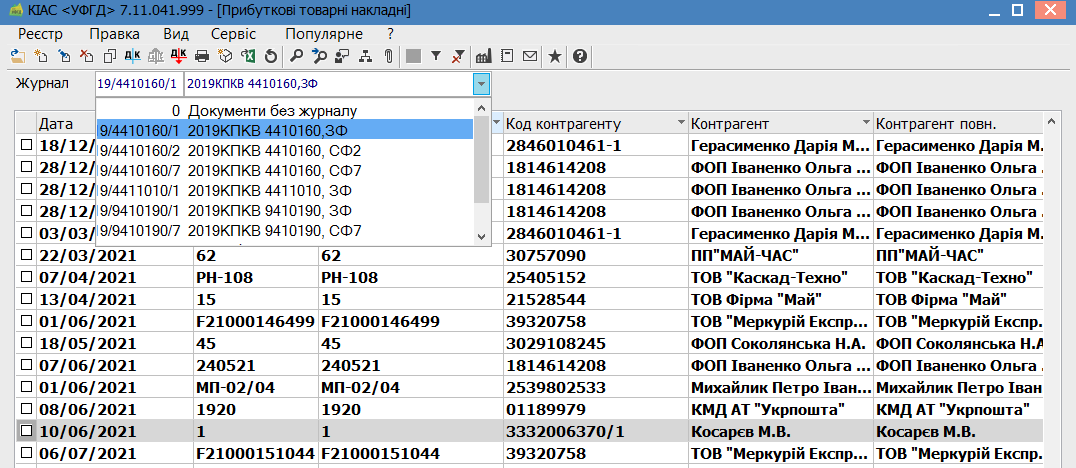 КІАС <УФГД> 7.11.041.999 - [Прибуткові товарні накладні]
Реєстр Правка Вид Сервіс Популярне ?
Журнал 19/4410160/1 2019КПКВ 4410160,ЗФ
0 Документи без журналу
9/4410160/1 2019КПКВ 4410160,ЗФ
9/4410160/2 2019КПКВ 4410160, СФ2
9/4410160/7 2019КПКВ 4410160, СФ7
9/4411010/1 2019КПКВ 4411010, ЗФ
9/9410190/1 2019КПКВ 9410190, ЗФ
9/9410190/7 2019КПКВ 9410190, СФ7
Дата Код контрагенту Контрагент Контрагент повн.
18/12/ 2846010461-1 Герасименко Дарія М... Герасименко Дарія М...
28/12/ 1814614208 ФОП Іваненко Ольга ... ФОП Іваненко Ольга .
28/12/ 1814614208 ФОП Іваненко Ольга ... ФОП Іваненко Ольга .
28/12/ 1814614208 ФОП Іваненко Ольга ... ФОП Іваненко Ольга .
03/03/ 2846010461-1 Герасименко Дарія М... Герасименко Дарія М...
22/03/2021 62 62 30757090 ПП"МАЙ-ЧАС" ПП"МАЙ-ЧАС"
07/04/2021 РН-108 РН-108 25405152 ТОВ "Каскад-Техно" ТОВ "Каскад-Техно"
13/04/2021 15 15 21528544 ТОВ Фірма "Май" ТОВ Фірма "Май"
01/06/2021 F21000146499 F21000146499 39320758 ТОВ "Меркурій Експр... ТОВ "Меркурій Експр.
18/05/2021 45 45 3029108245 ФОП Соколянська Н.А. ФОП Соколянська Н.А.
07/06/2021 240521 240521 1814614208 ФОП Іваненко Ольга ... ФОП Іваненко Ольга .
01/06/2021 МП-02/04 МП-02/04 2539802533 Михайлик Петро Іван... Михайлик Петро Іван..
08/06/2021 1920 1920 01189979 КМД АТ "Укрпошта" КМД АТ "Укрпошта"
10/06/2021 1 1 3332006370/1 Косарєв М.В. Косарєв М.В.
06/07/2021 F21000151044 F21000151044 39320758 ТОВ "Меркурій Експр... ТОВ "Меркурій Експр.